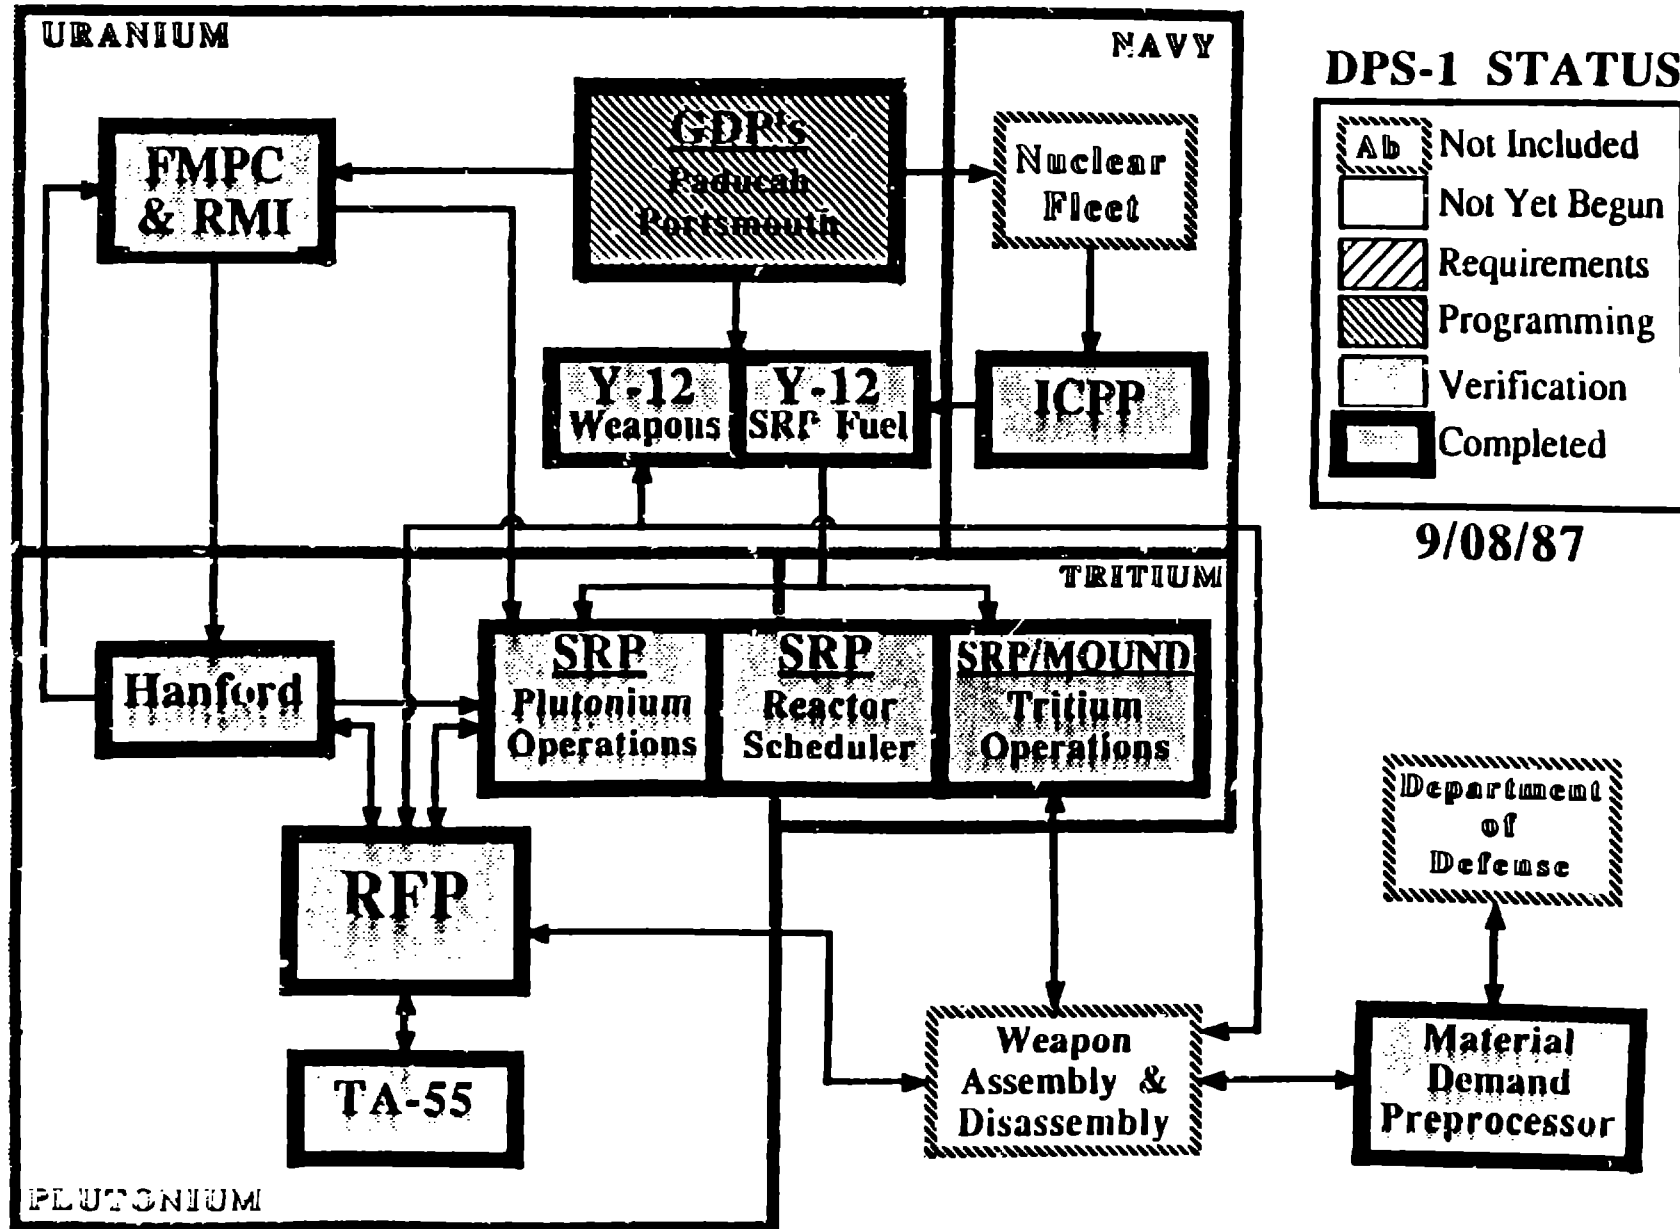 URANIUM
NAVY
DPS-1 STATUS
GDP's
Paducah
Portsmouth
FMPC
& RMI
Nuclear
Fleet
Ab
Not Included
Not Yet Begun
Requirements
Programming
Verification
Completed
9/08/87
Y-12
Weapons
Y-12
SRP Fuel
ICPP
TRITIUM
Hanford
SRP
Plutonium
Operations
SRP
Reactor
Scheduler
SRP/MOUND
Tritium
Operations
Department
of
Defense
RFP
TA-55
Weapon
Assembly &
Disassembly
Material
Demand
Preprocessor
PLUTONIUM